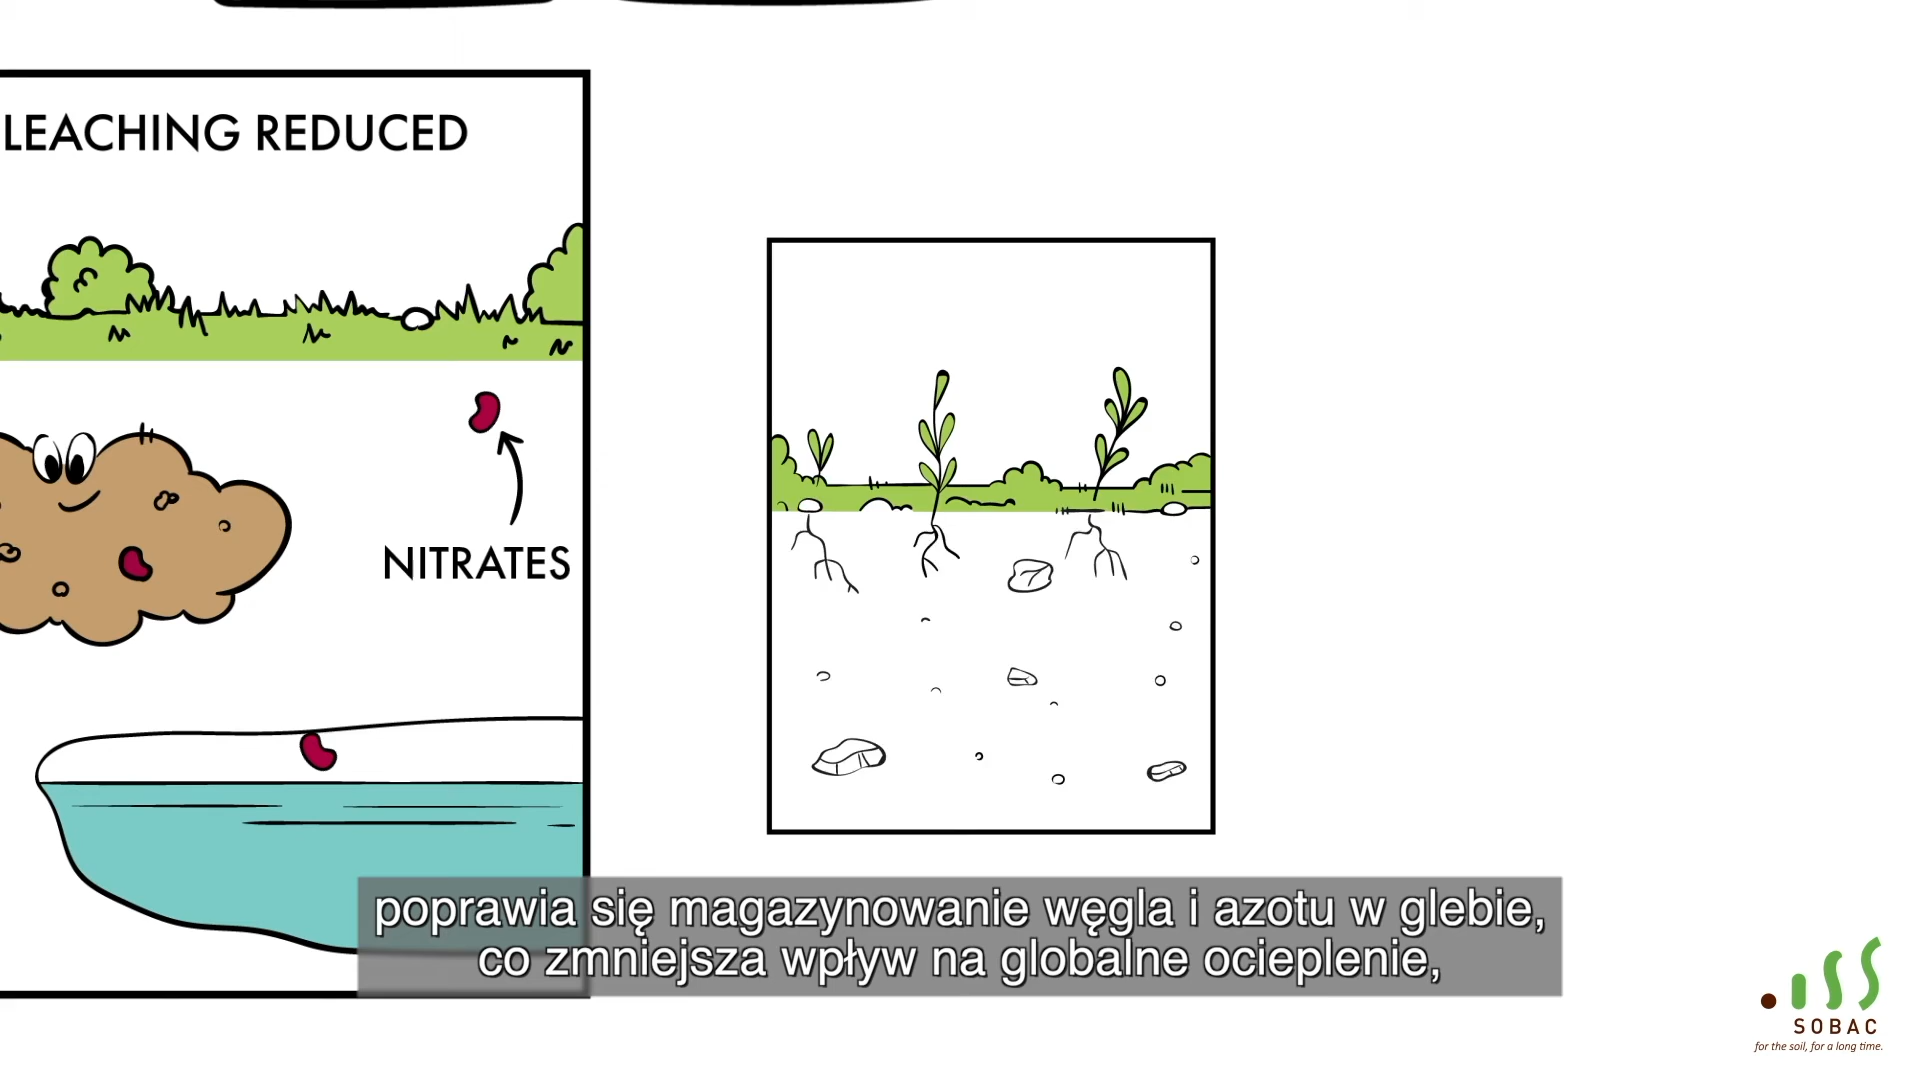 LEACHING REDUCED
NITRATES
poprawia się magazynowanie węgla i azotu w glebie,
co zmniejsza wpływ na globalne ocieplenie,
SOBAC
for the soil, for a long time.